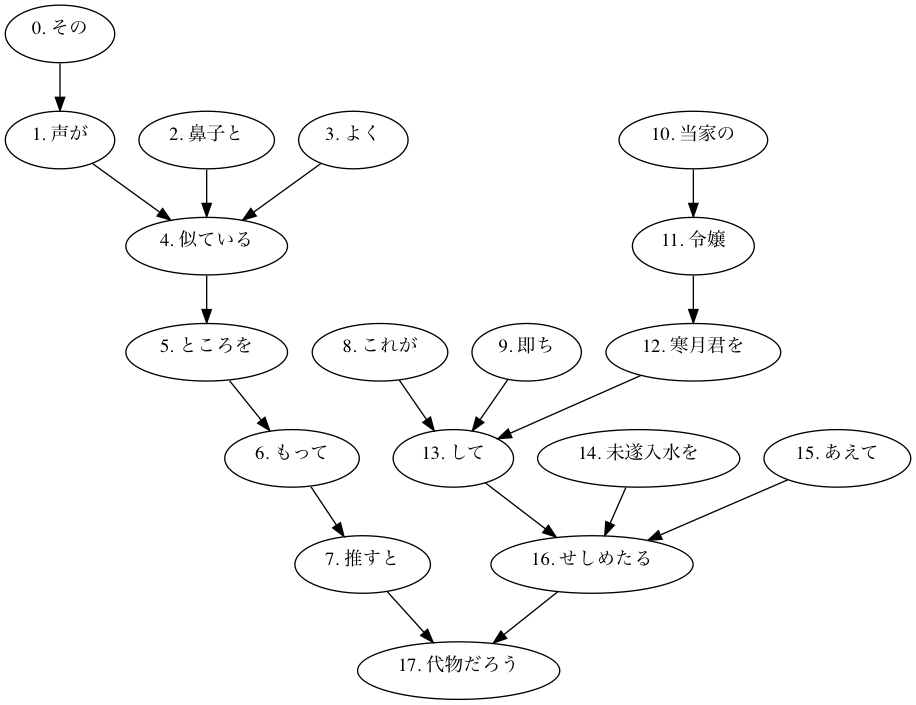 0. その
1. 声が
2. 鼻子と
3. よく
10. 当家の
4. 似ている
11. 令嬢
5. ところを
8. これが
9. 即ち
12. 寒月君を
6. もって
13. して
14. 未遂入水を
15. あえて
7. 推すと
16. せしめたる
17. 代物だろう